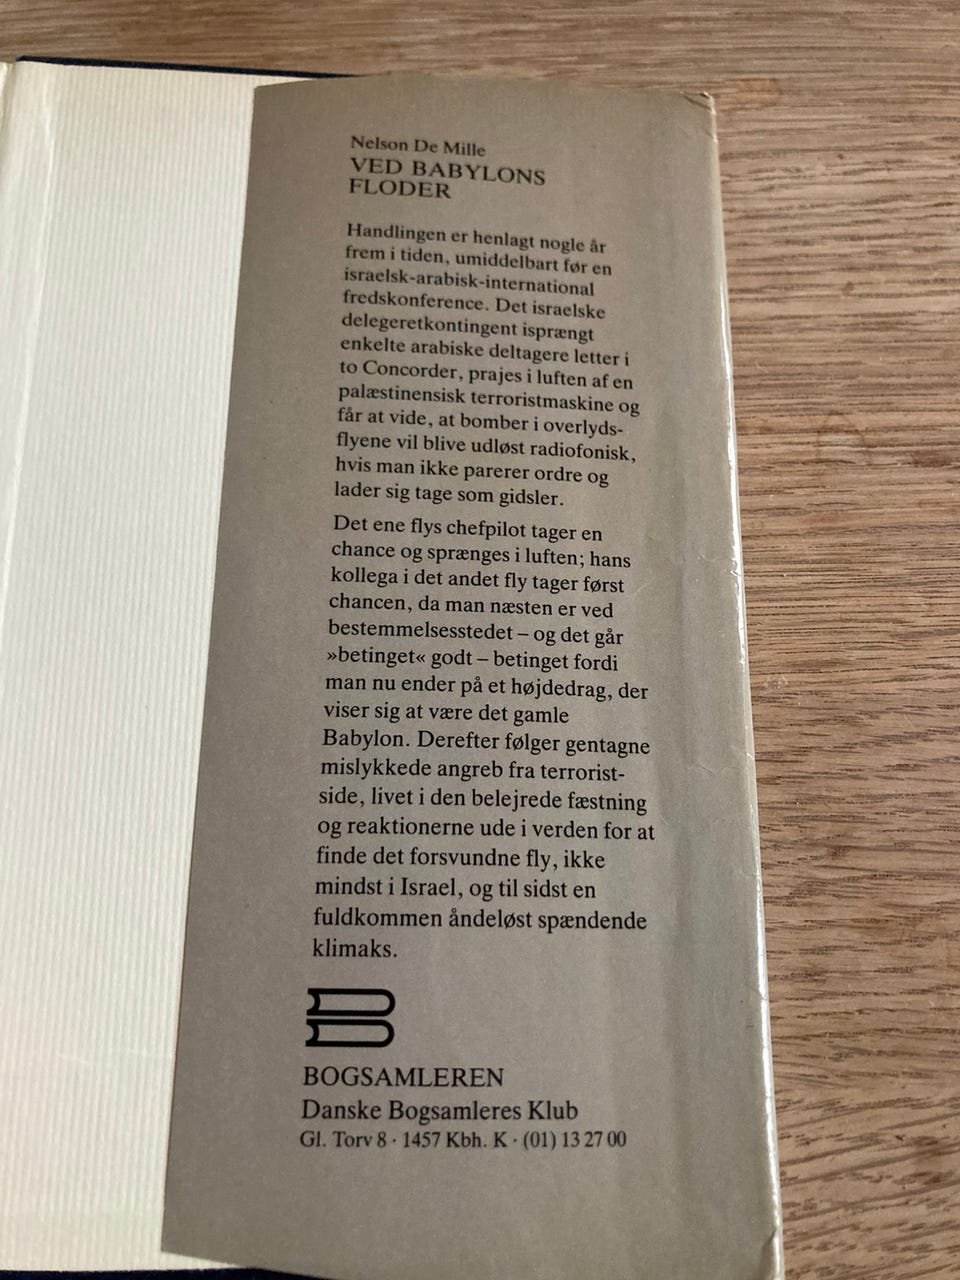 Nelson De Mille
VED BABYLONS
FLODER
Handlingen er henlagt nogle år
frem i tiden, umiddelbart før en
israelsk-arabisk-international
fredskonference. Det israelske
delegeretkontingent isprængt
enkelte arabiske deltagere letter i
to Concorder, prajes i luften af en
palæstinensisk terroristmaskine og
får at vide, at bomber i overlyds-
flyene vil blive udløst radiofonisk,
hvis man ikke parerer ordre og
lader sig tage som gidsler.
Det ene flys chefpilot tager en
chance og sprænges i luften; hans
kollega i det andet fly tager først
chancen, da man næsten er ved
bestemmelsesstedet – og det går
»betinget« godt – betinget fordi
man nu ender på et højdedrag, der
viser sig at være det gamle
Babylon. Derefter følger gentagne
mislykkede angreb fra terrorist-
side, livet i den belejrede fæstning
og reaktionerne ude i verden for at
finde det forsvundne fly, ikke
mindst i Israel, og til sidst en
fuldkommen åndeløst spændende
klimaks.
BOGSAMLEREN
Danske Bogsamleres Klub
Gl. Torv 8 · 1457 Kbh. K · (01) 13 27 00